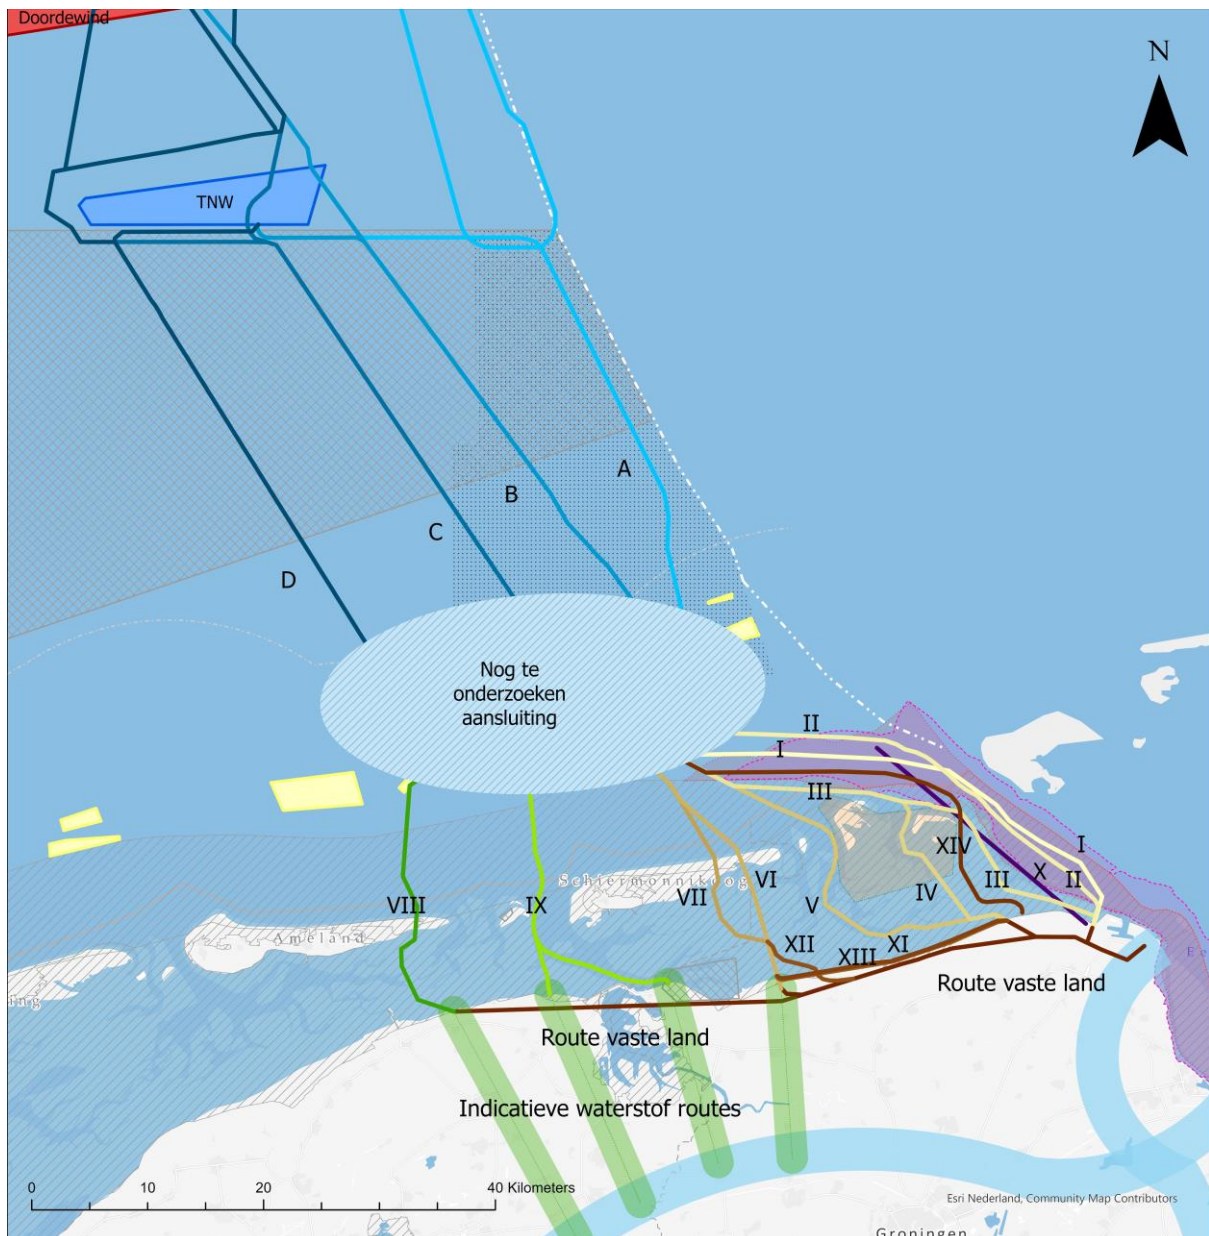 Doordewind
N
TNW
A
B
C
D
Nog te
onderzoeken
aansluiting
II
I
III
I
XIV
X
II
III
VI
IV
VII
V
Schiermonnikoog
VIII
IX
Ameland
XII
XI
XIII
Route vaste land
Route vaste land
Indicatieve waterstof routes
0
10
20
40 Kilometers
Esri Nederland, Community Map Contributors
Groningen